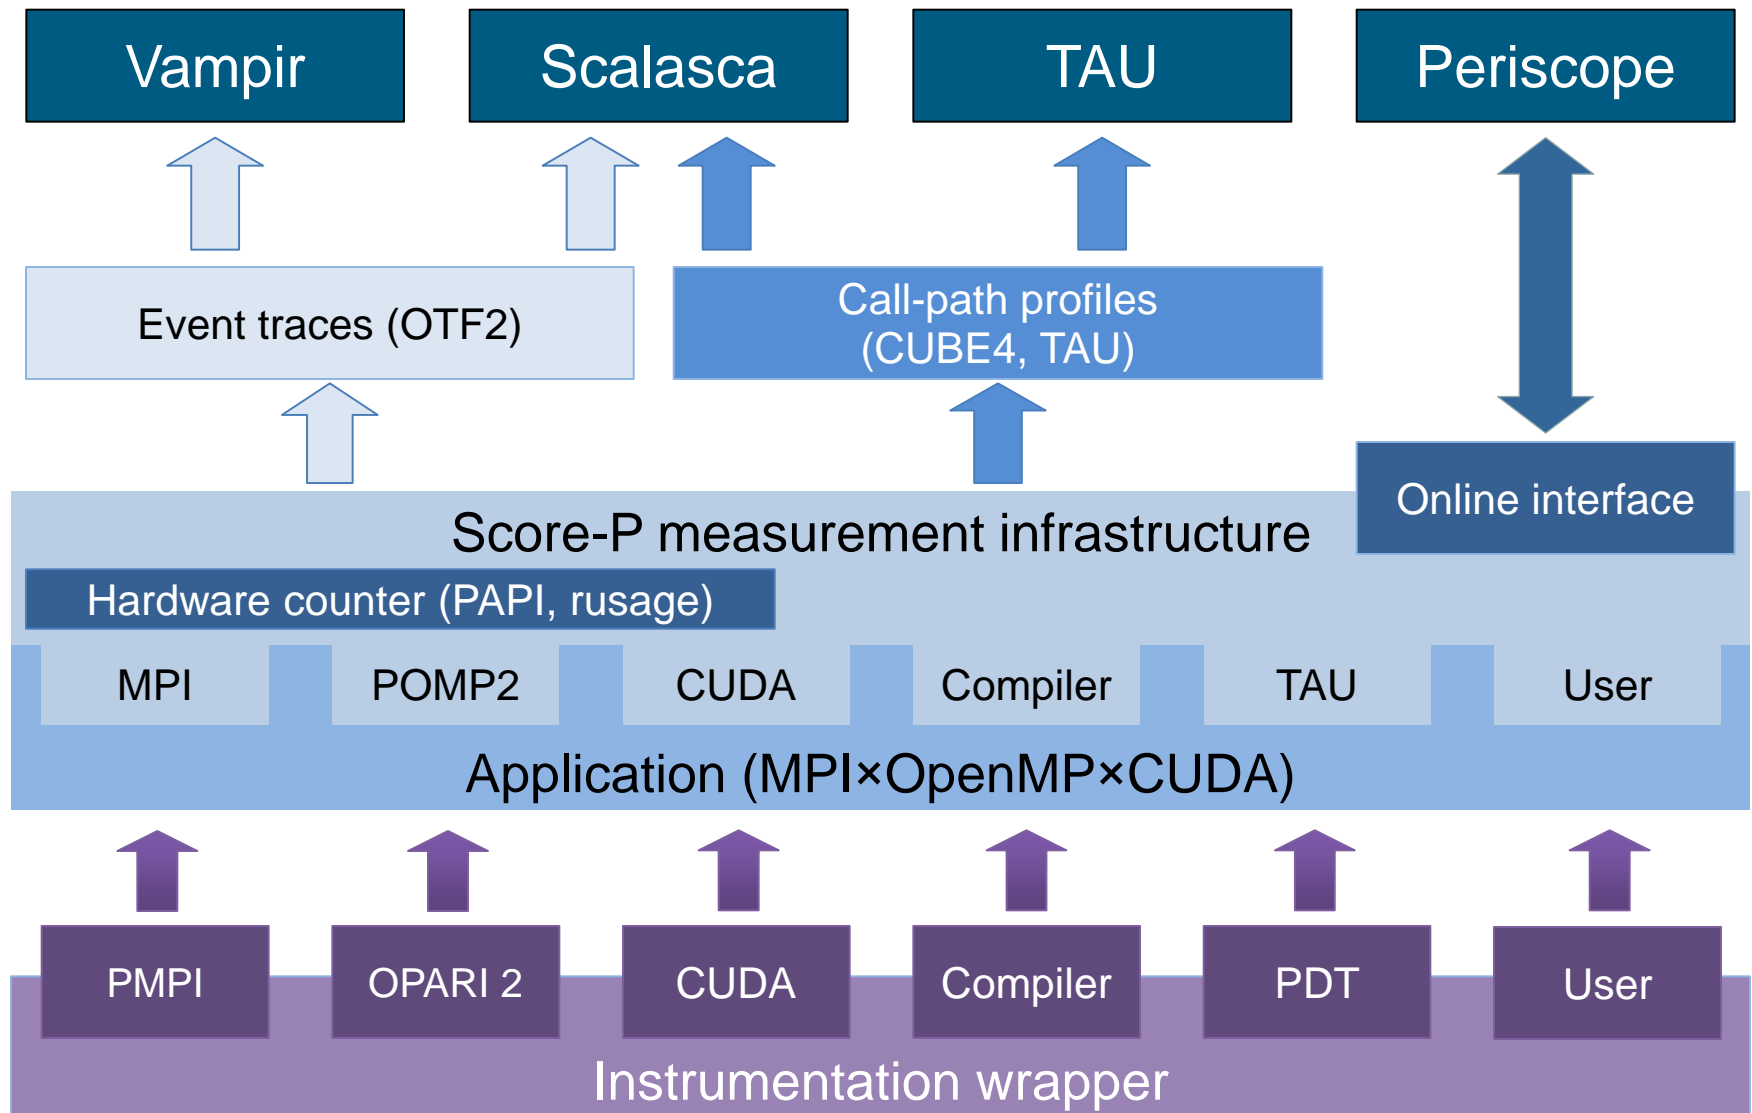 Vampir
Scalasca
TAU
Periscope
Event traces (OTF2)
Call-path profiles
(CUBE4, TAU)
Online interface
Score-P measurement infrastructure
Hardware counter (PAPI, rusage)
MPI
POMP2
CUDA
Compiler
TAU
User
Application (MPI×OpenMP×CUDA)
PMPI
OPARI 2
CUDA
Compiler
PDT
User
Instrumentation wrapper